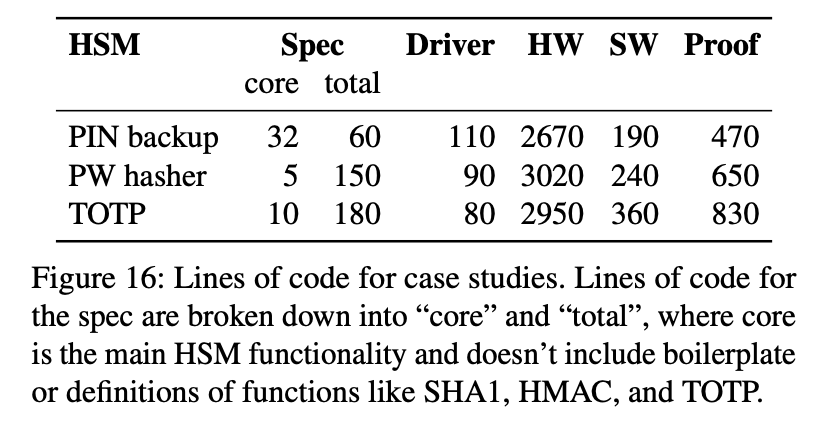 HSM Spec Driver HW SW Proof
core total
PIN backup 32 60 110 2670 190 470
PW hasher 5 150 90 3020 240 650
TOTP 10 180 80 2950 360 830
Figure 16: Lines of code for case studies. Lines of code for
the spec are broken down into “core” and “total”, where core
is the main HSM functionality and doesn’t include boilerplate
or definitions of functions like SHA1, HMAC, and TOTP.